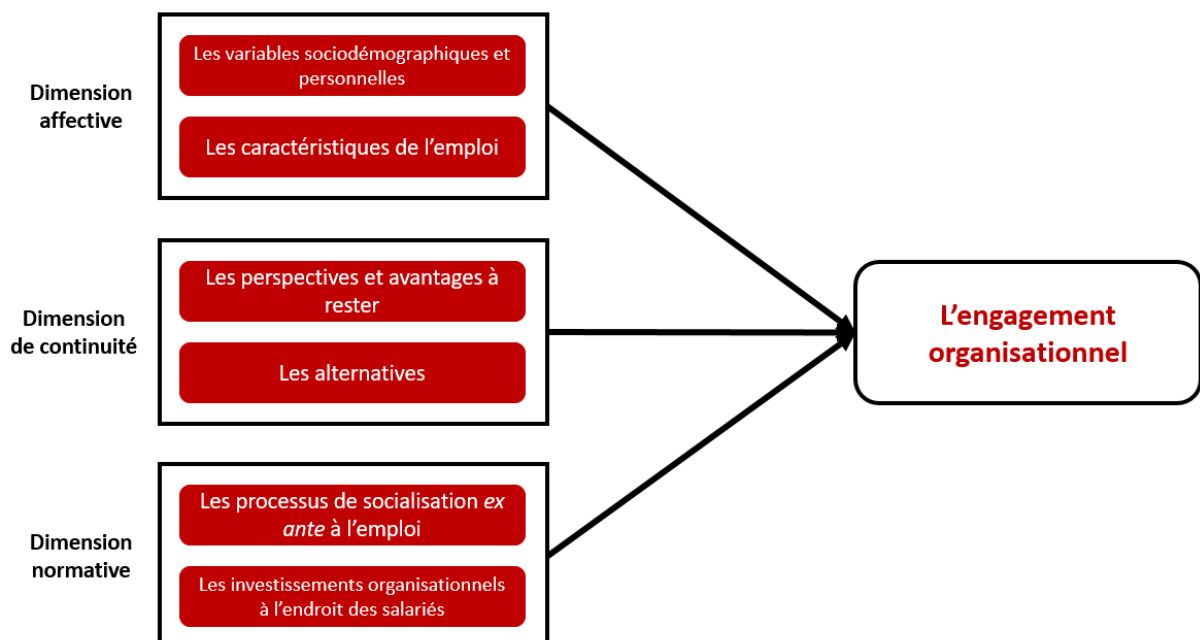 Dimension
affective
Les variables sociodémographiques et
personnelles
Les caractéristiques de l'emploi
Dimension
de continuité
Les perspectives et avantages à
rester
Les alternatives
Dimension
normative
Les processus de socialisation ex
ante à l'emploi
Les investissements organisationnels
à l'endroit des salariés
L'engagement
organisationnel